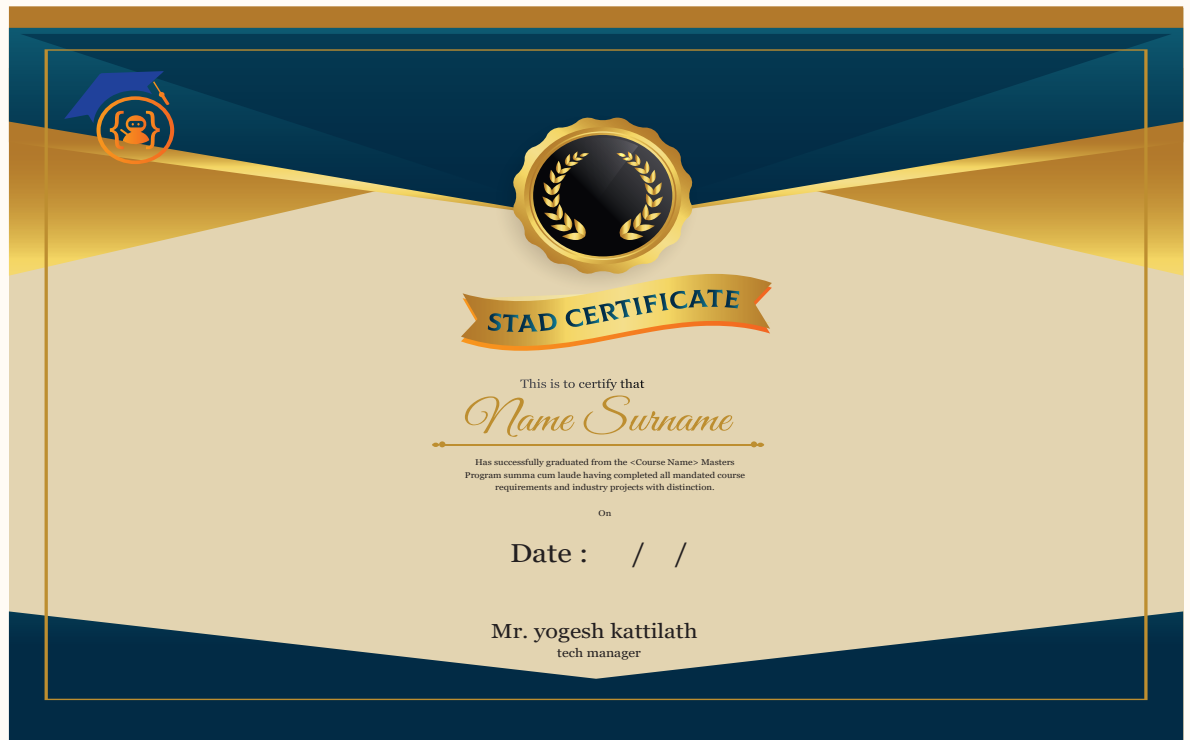 STAD CERTIFICATE
This is to certify that
Name Surname
Has successfully graduated from the <Course Name> Masters
Program summa cum laude having completed all mandated course
requirements and industry projects with distinction.
On
Date : / /
Mr. yogesh kattilath
tech manager